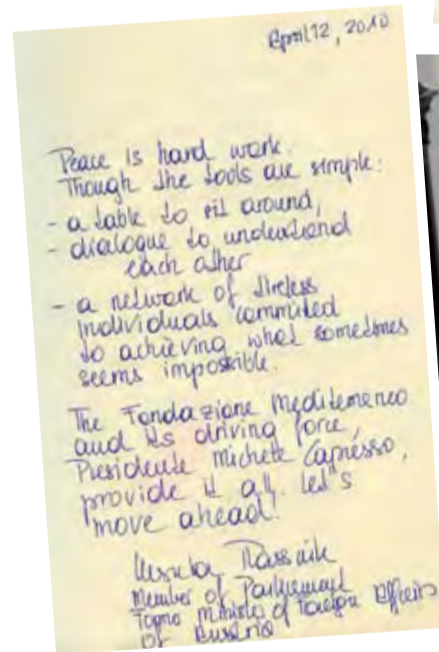 April 12, 2010
Peace is hard work.
Though the tools are simple:
- a table to sit around,
- dialogue to understand
each other
- a network of tireless
individuals commited
to achieving what sometimes
seems impossible.
The Fondazione Mediterraneo
and its driving force,
Presidente Michele Capasso,
provide it all. Let's
move ahead!
Ursula Plassnik
Member of Parliament
Former Minister of Foreign Affairs
of Austria